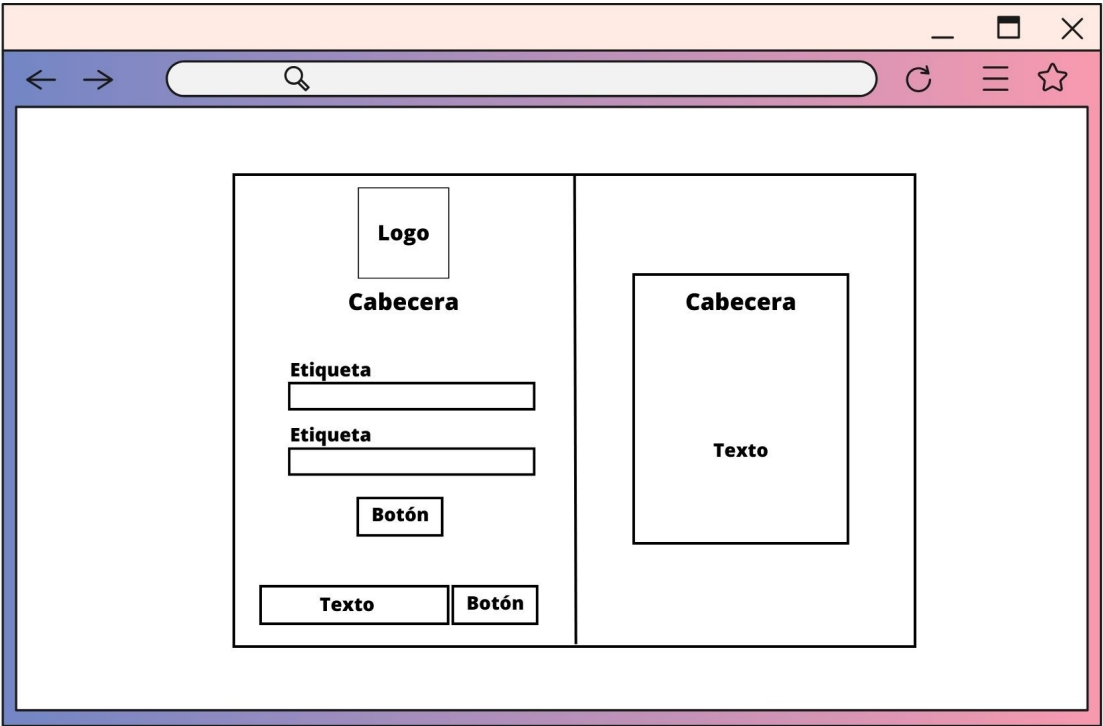 Logo
Cabecera
Etiqueta
Etiqueta
Botón
Texto
Botón
Cabecera
Texto